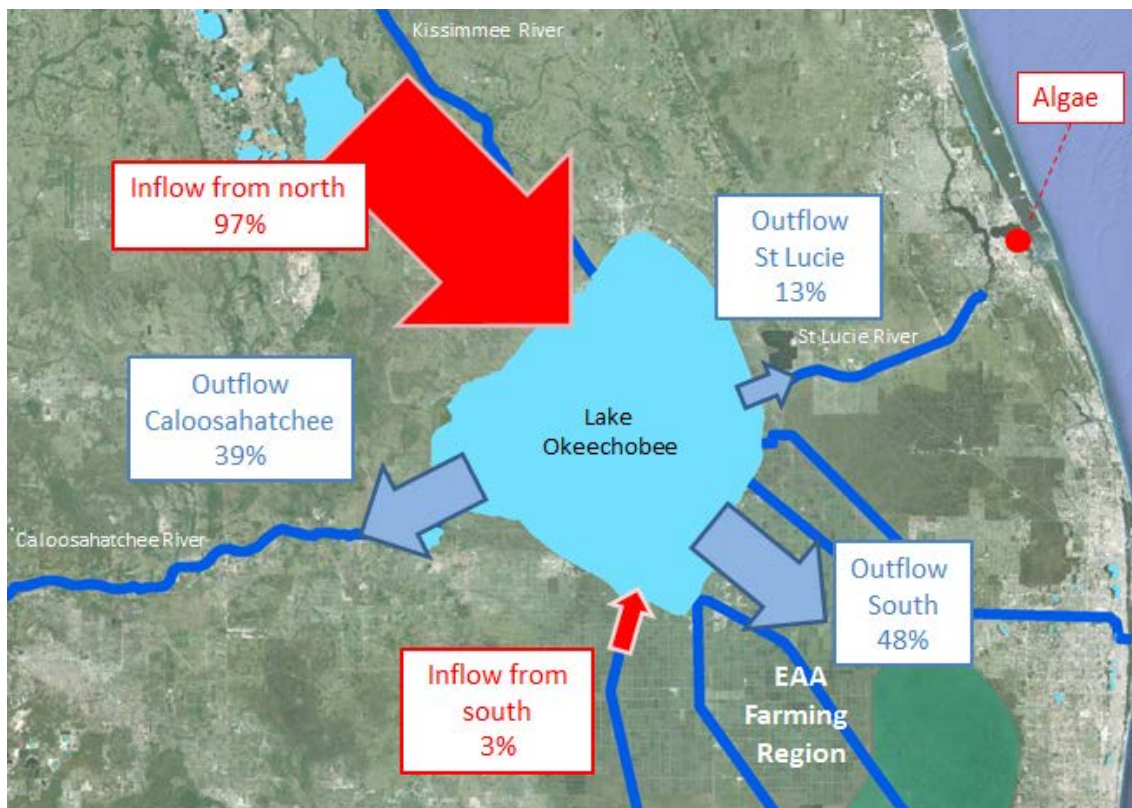 Kissimmee River
Algae
Inflow from north
97%
Outflow
St Lucie
13%
St Lucie River
Outflow
Caloosahatchee
39%
Lake
Okeechobee
Caloosahatchee River
Outflow
South
48%
Inflow from
south
3%
EAA
Farming
Region